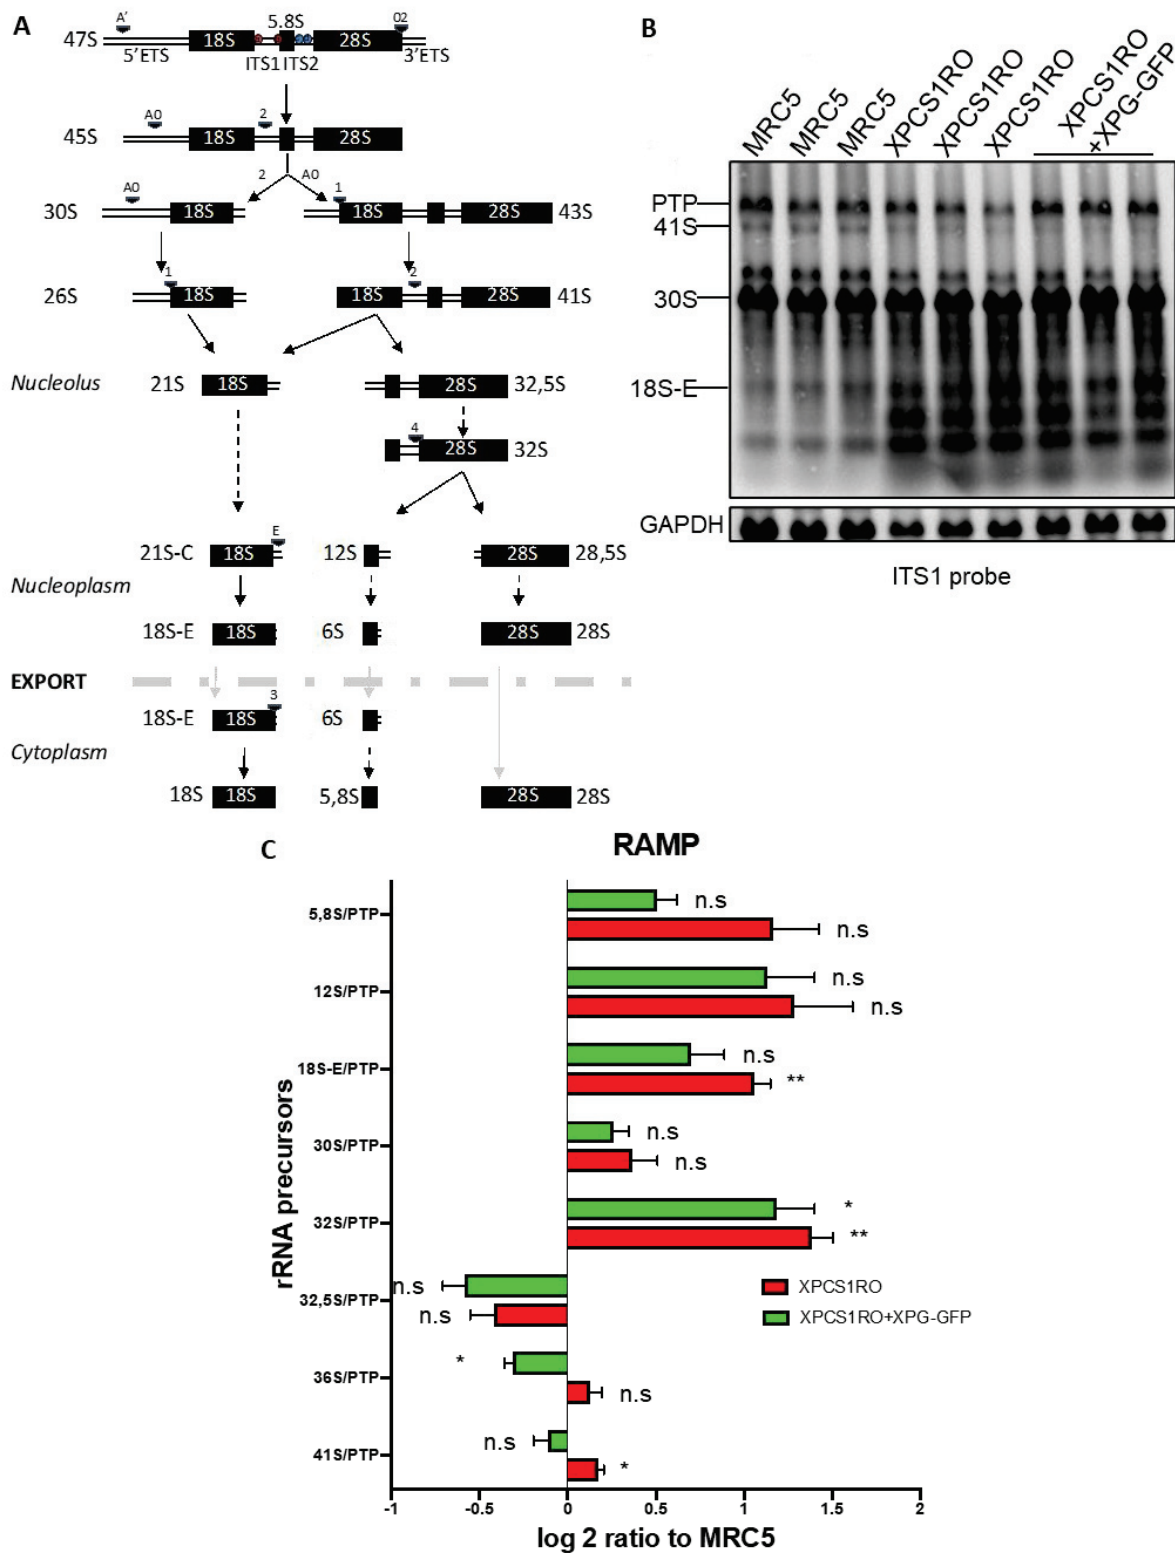 A
A'
5.8S
02
47S
18S
28S
5'ETS
ITS1 ITS2
3'ETS
A0
2
45S
18S
28S
2
A0
A0
1
30S
18S
18S
28S
43S
1
2
26S
18S
18S
28S
41S
Nucleolus
21S
18S
28S
32,5S
4
28S
32S
E
21S-C
18S
12S
28S
28,5S
Nucleoplasm
18S-E
18S
6S
28S
28S
EXPORT
3
18S-E
18S
6S
Cytoplasm
18S
18S
5,8S
28S
28S
B
MRC5
MRC5
MRC5
XPCS1RO
XPCS1RO
XPCS1RO
XPCS1RO
+XPG-GFP
PTP
41S
30S
18S-E
GAPDH
ITS1 probe
C
RAMP
rRNA precursors
5,8S/PTP
n.s
n.s
12S/PTP
n.s
n.s
18S-E/PTP
n.s
**
30S/PTP
n.s
n.s
32S/PTP
*
**
32,5S/PTP
n.s
n.s
36S/PTP
*
n.s
41S/PTP
n.s
*
XPCS1RO
XPCS1RO+XPG-GFP
-1
-0.5
0
0.5
1
1.5
2
log 2 ratio to MRC5